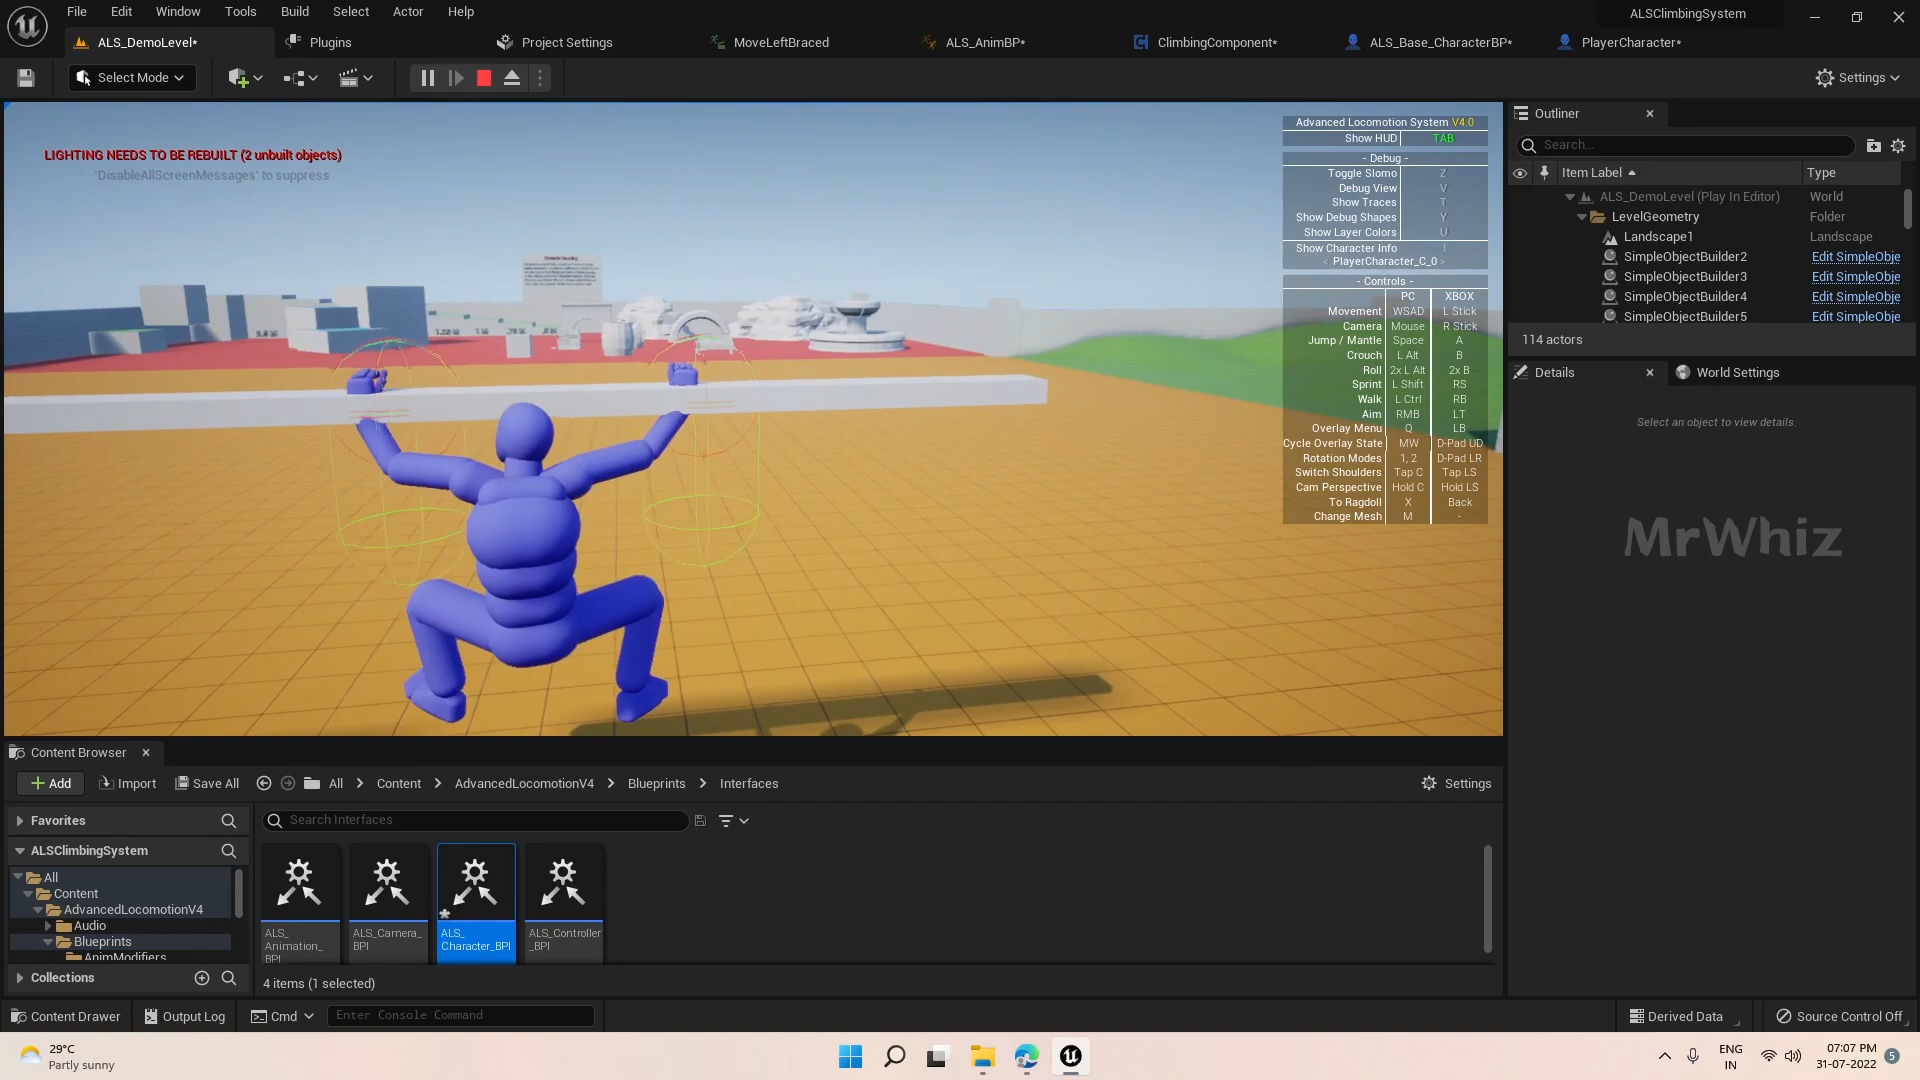 File Edit Window Tools Build Select Actor Help
ALSClimbingSystem
ALS_DemoLevel*
Plugins
Project Settings
MoveLeftBraced
ALS_AnimBP*
ClimbingComponent*
ALS_Base_CharacterBP*
PlayerCharacter*
Select Mode
Settings
LIGHTING NEEDS TO BE REBUILT (2 unbuilt objects)
'DisableAllScreenMessages' to suppress
Advanced Locomotion System V4.0
Show HUD TAB
- Debug -
Toggle Slomo Z
Debug View V
Show Traces T
Show Debug Shapes Y
Show Layer Colors U
Show Character Info I
< PlayerCharacter_C_0 >
- Controls -
PC XBOX
Movement WSAD L Stick
Camera Mouse R Stick
Jump / Mantle Space A
Crouch L Alt B
Roll 2x L Alt 2x B
Sprint L Shift RS
Walk L Ctrl RB
Aim RMB LT
Overlay Menu Q LB
Cycle Overlay State MW D-Pad UD
Rotation Modes 1, 2 D-Pad LR
Switch Shoulders Tap C Tap LS
Cam Perspective Hold C Hold LS
To Ragdoll X Back
Change Mesh M -
Outliner
Search...
Item Label Type
ALS_DemoLevel (Play In Editor) World
LevelGeometry Folder
Landscape1 Landscape
SimpleObjectBuilder2 Edit SimpleObje
SimpleObjectBuilder3 Edit SimpleObje
SimpleObjectBuilder4 Edit SimpleObje
SimpleObjectBuilder5 Edit SimpleObje
114 actors
Details
World Settings
Select an object to view details.
MrWhiz
Content Browser
Add
Import
Save All
All > Content > AdvancedLocomotionV4 > Blueprints > Interfaces
Settings
Favorites
Search Interfaces
ALSClimbingSystem
All
Content
AdvancedLocomotionV4
Audio
Blueprints
AnimModifiers
ALS_
Animation_
BPI
ALS_Camera_
BPI
ALS_
Character_BPI
ALS_Controller
_BPI
Collections
4 items (1 selected)
Content Drawer
Output Log
Cmd
Enter Console Command
Derived Data
Source Control Off
29°C
Partly sunny
ENG
IN
07:07 PM
31-07-2022
5